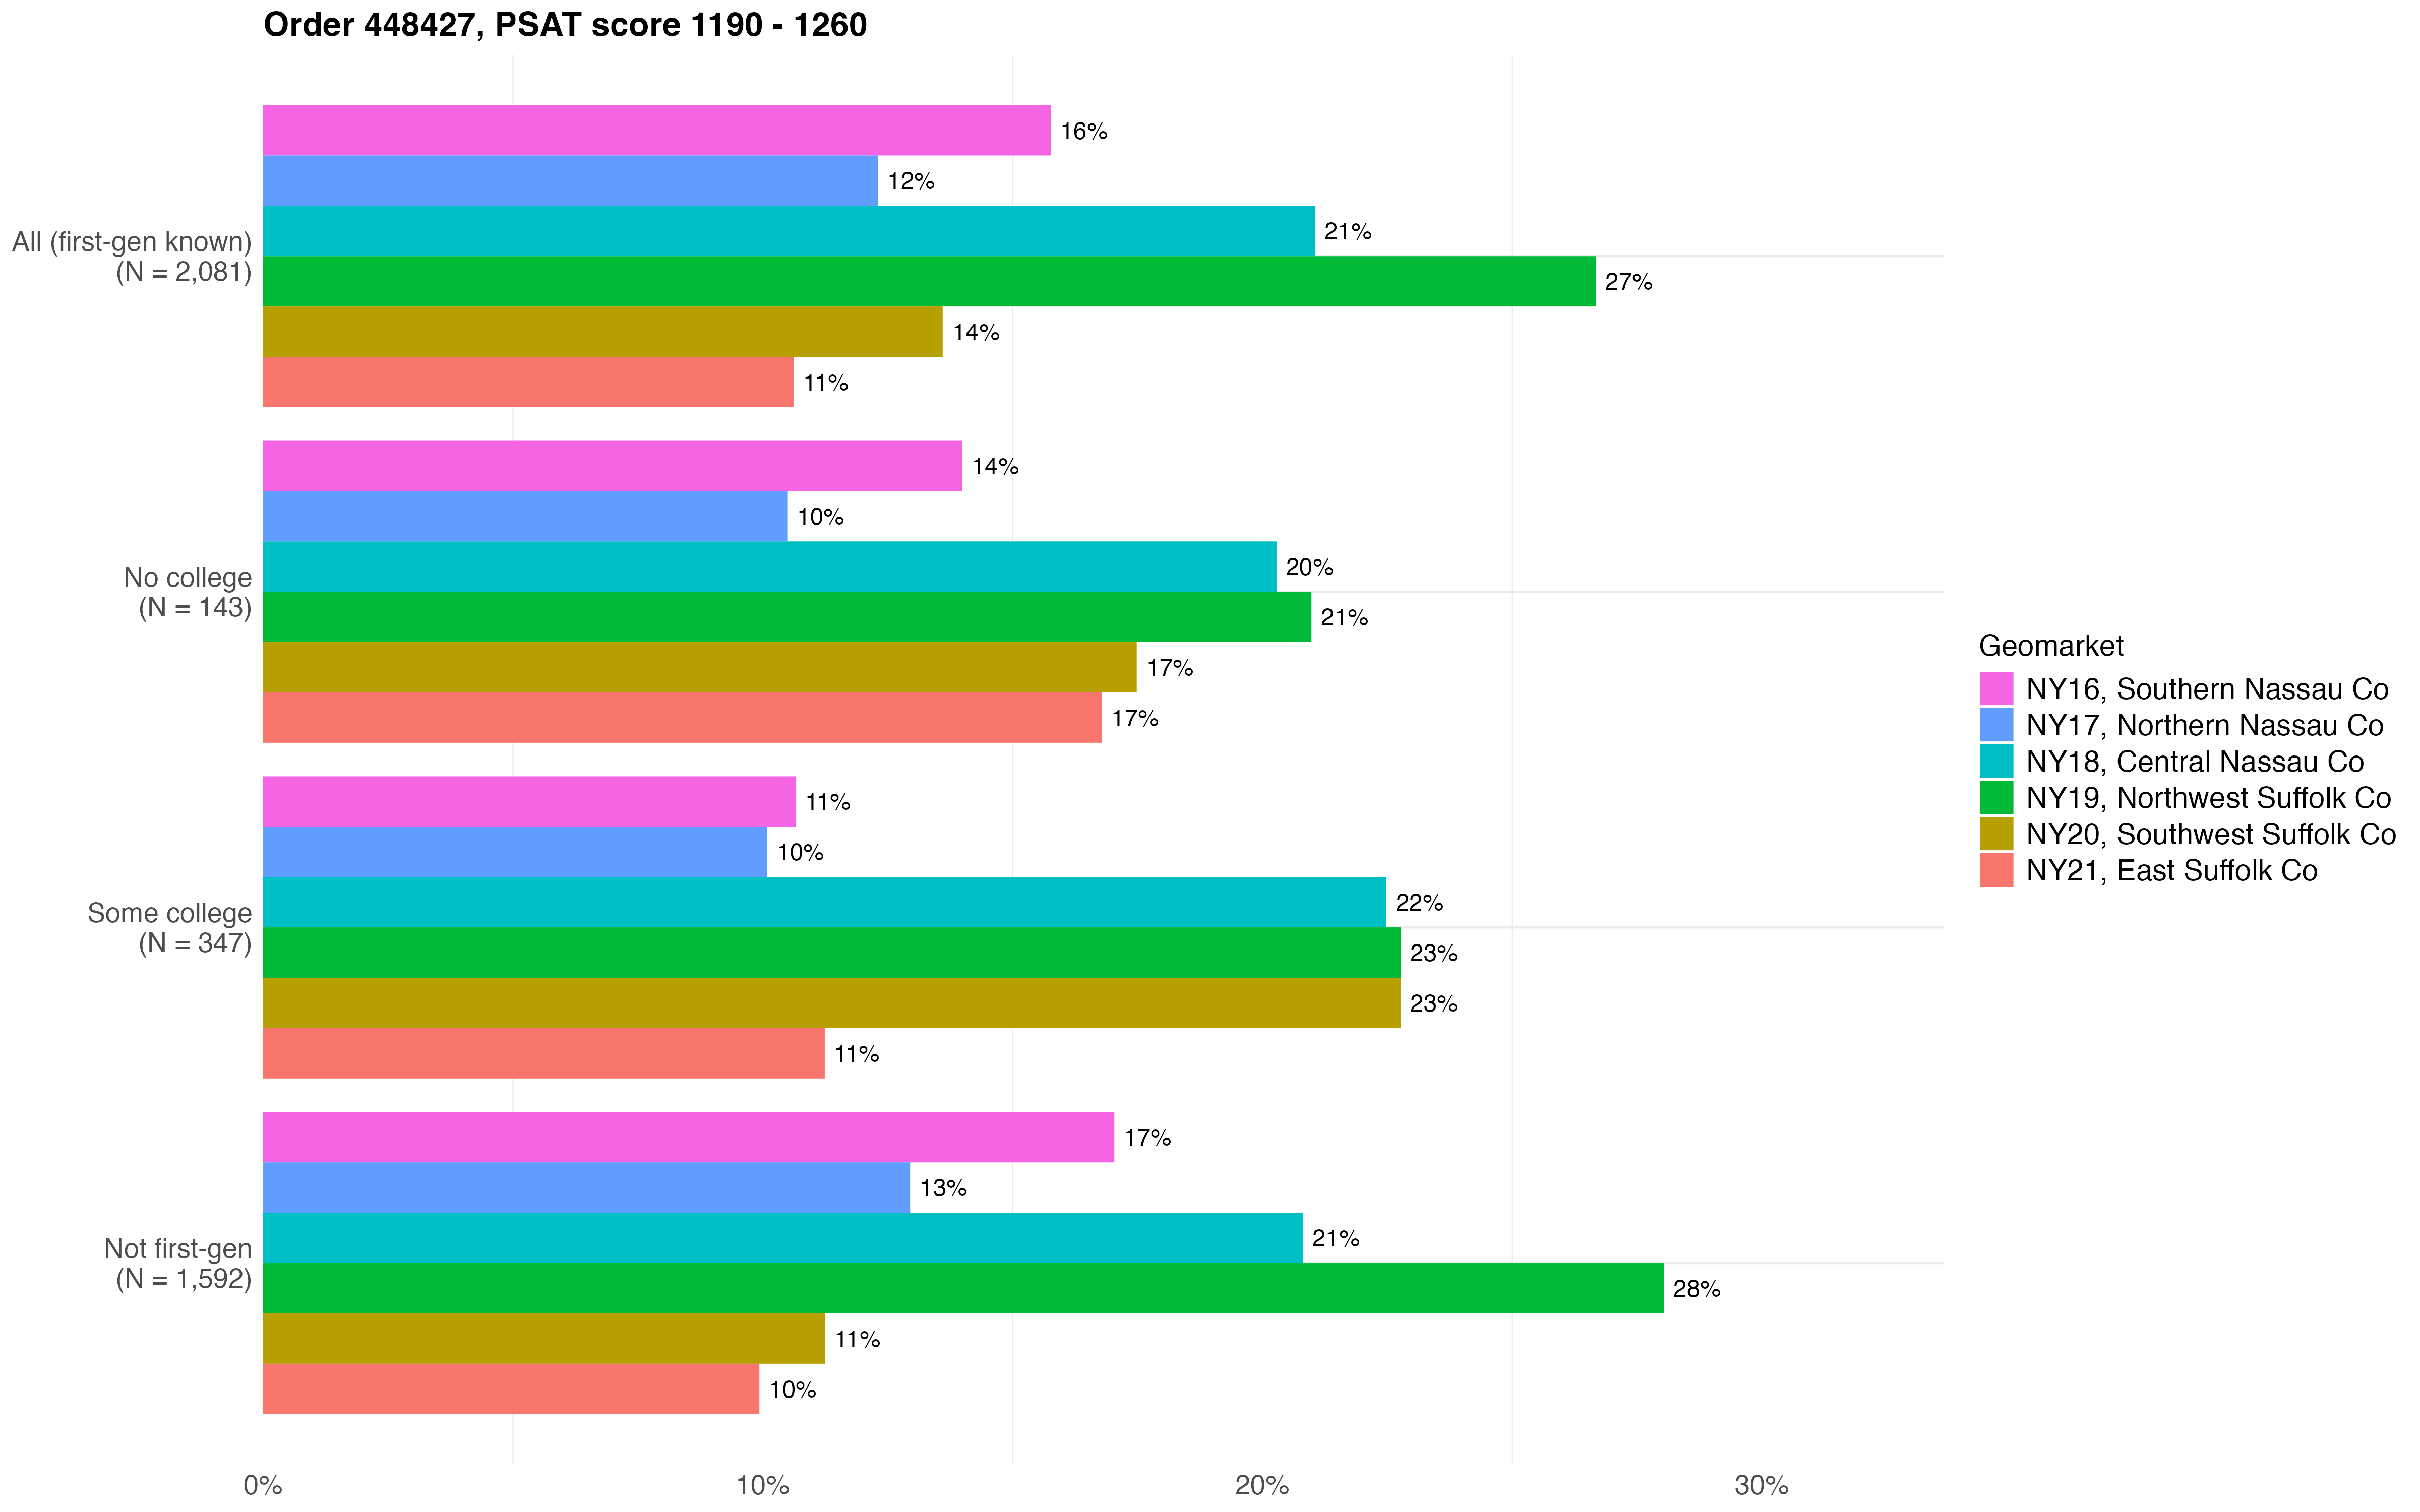 Order 448427, PSAT score 1190 - 1260
All (first-gen known)
(N = 2,081)
16%
12%
21%
27%
14%
11%
No college
(N = 143)
14%
10%
20%
21%
17%
17%
Some college
(N = 347)
11%
10%
22%
23%
23%
11%
Not first-gen
(N = 1,592)
17%
13%
21%
28%
11%
10%
0%
10%
20%
30%
Geomarket
NY16, Southern Nassau Co
NY17, Northern Nassau Co
NY18, Central Nassau Co
NY19, Northwest Suffolk Co
NY20, Southwest Suffolk Co
NY21, East Suffolk Co